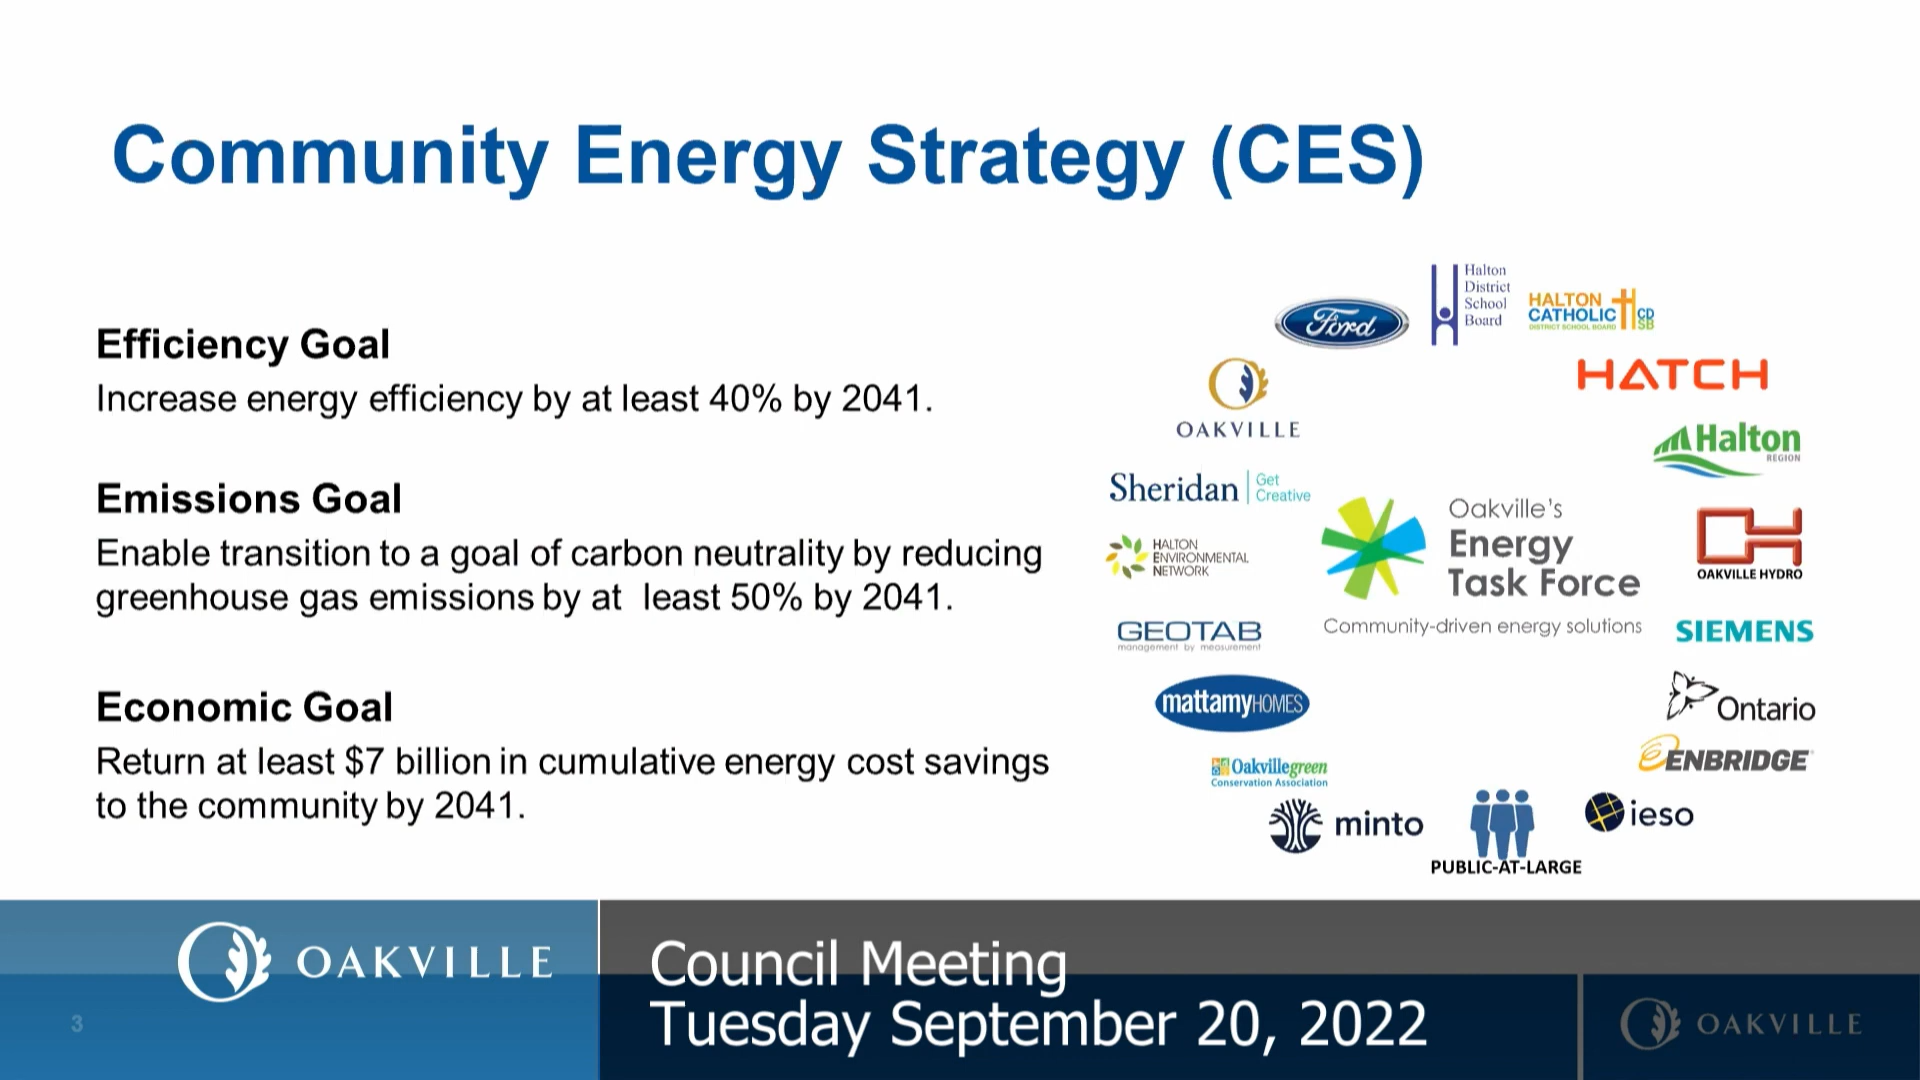 Community Energy Strategy (CES)
Efficiency Goal
Increase energy efficiency by at least 40% by 2041.
Emissions Goal
Enable transition to a goal of carbon neutrality by reducing
greenhouse gas emissions by at least 50% by 2041.
Economic Goal
Return at least $7 billion in cumulative energy cost savings
to the community by 2041.
Ford
Halton
District
School
Board
HALTON
CATHOLIC
DISTRICT SCHOOL BOARD
CD
SB
HATCH
OAKVILLE
Halton
REGION
Sheridan
Get
Creative
Oakville's
Energy
Task Force
Community-driven energy solutions
OAKVILLE HYDRO
HALTON
ENVIRONMENTAL
NETWORK
GEOTAB
management by measurement
SIEMENS
mattamyHOMES
Ontario
ENBRIDGE
Oakvillegreen
Conservation Association
minto
PUBLIC-AT-LARGE
ieso
OAKVILLE
3
Council Meeting
Tuesday September 20, 2022
OAKVILLE